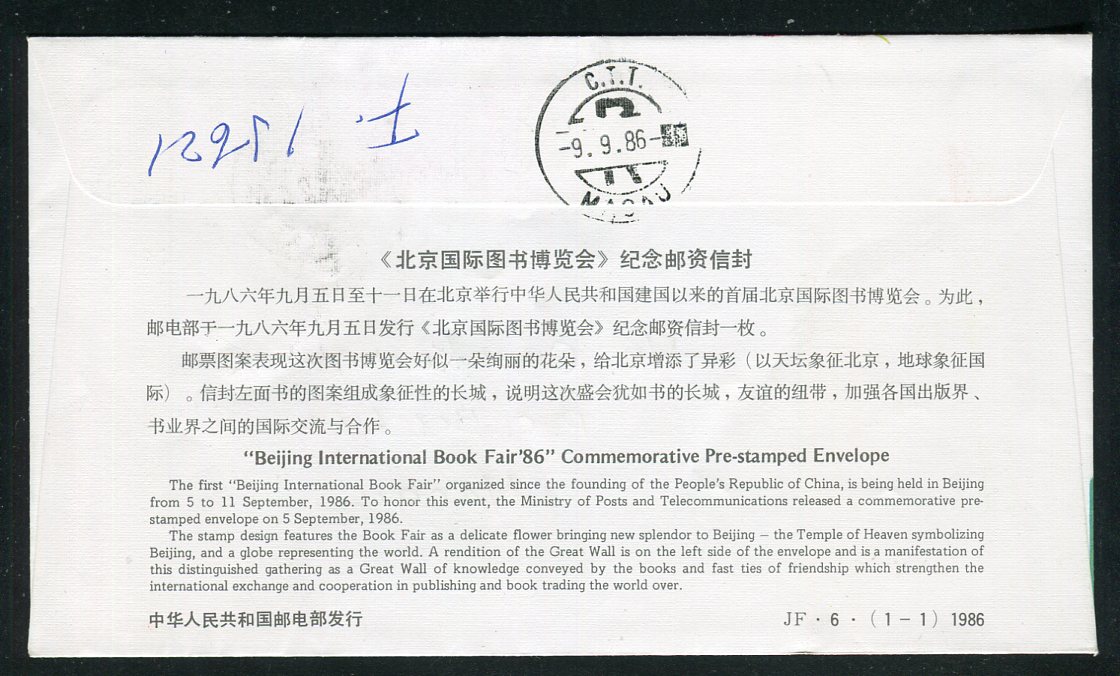 C.T.T.
-9. 9.86-
MACAU
《北京国际图书博览会》纪念邮资信封
一九八六年九月五日至十一日在北京举行中华人民共和国建国以来的首届北京国际图书博览会。为此，
邮电部于一九八六年九月五日发行《北京国际图书博览会》纪念邮资信封一枚。
邮票图案表现这次图书博览会好似一朵绚丽的花朵，给北京增添了异彩（以天坛象征北京，地球象征国
际）。信封左面书的图案组成象征性的长城，说明这次盛会犹如书的长城，友谊的纽带，加强各国出版界、
书业界之间的国际交流与合作。
“Beijing International Book Fair'86” Commemorative Pre-stamped Envelope
The first “Beijing International Book Fair” organized since the founding of the People's Republic of China, is being held in Beijing
from 5 to 11 September, 1986. To honor this event, the Ministry of Posts and Telecommunications released a commemorative pre-
stamped envelope on 5 September, 1986.
The stamp design features the Book Fair as a delicate flower bringing new splendor to Beijing – the Temple of Heaven symbolizing
Beijing, and a globe representing the world. A rendition of the Great Wall is on the left side of the envelope and is a manifestation of
this distinguished gathering as a Great Wall of knowledge conveyed by the books and fast ties of friendship which strengthen the
international exchange and cooperation in publishing and book trading the world over.
中华人民共和国邮电部发行
JF·6·(1-1) 1986